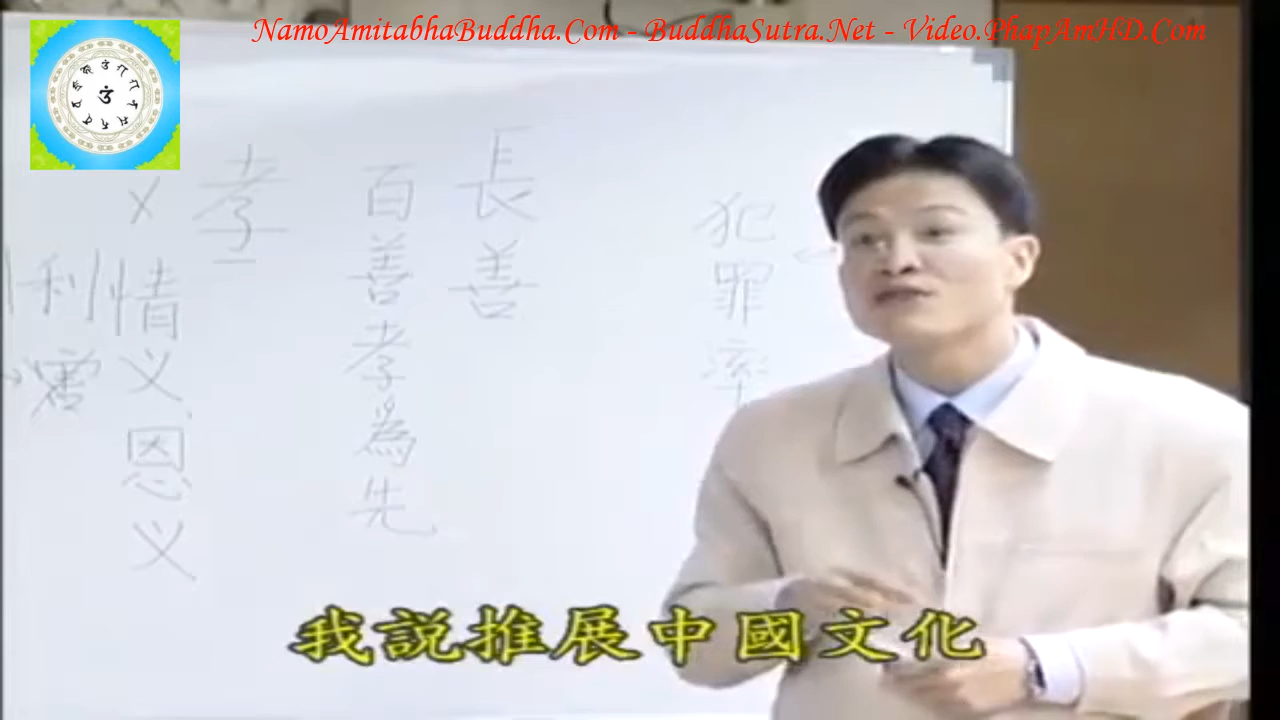 NamoAmitabhaBuddha.Com - BuddhaSutra.Net - Video.PhapAmHD.Com
犯罪率
長善
百善孝為先
孝
情义恩义
利
我說推展中國文化